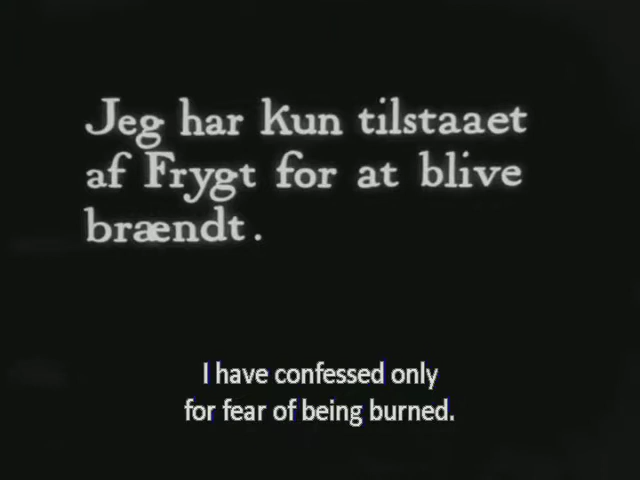 Jeg har kun tilstaaet
af Frygt for at blive
brændt.
I have confessed only
for fear of being burned.